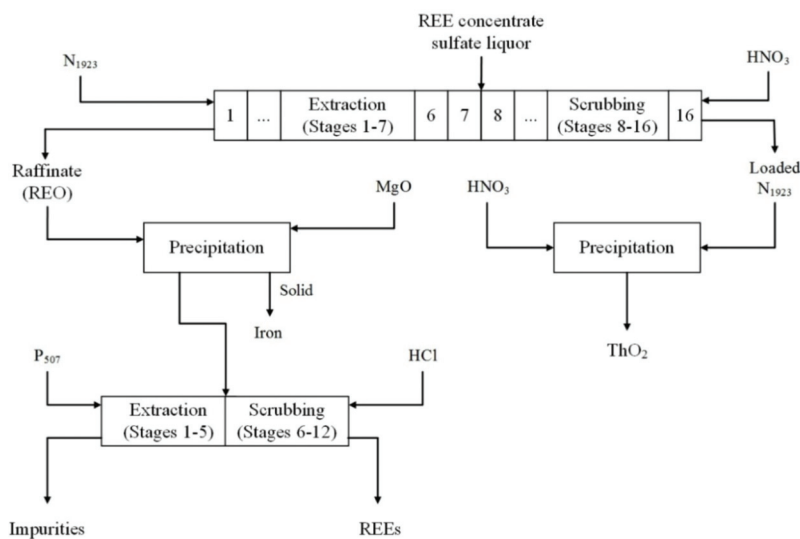 REE concentrate
sulfate liquor
N1923
HNO3
1
...
Extraction
(Stages 1-7)
6
7
8
...
Scrubbing
(Stages 8-16)
16
Raffinate
(REO)
MgO
HNO3
Loaded
N1923
Precipitation
Precipitation
Solid
Iron
ThO2
P507
HCl
Extraction
(Stages 1-5)
Scrubbing
(Stages 6-12)
Impurities
REEs